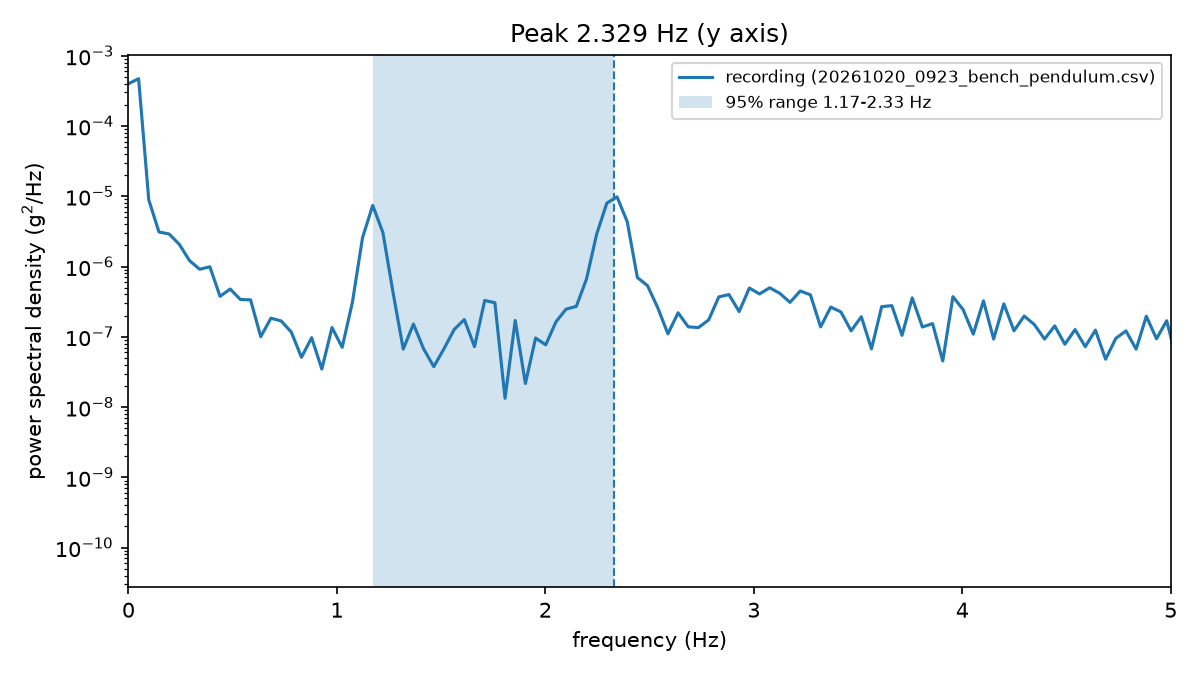 Peak 2.329 Hz (y axis)
recording (20261020_0923_bench_pendulum.csv)
95% range 1.17-2.33 Hz
power spectral density (g²/Hz)
10⁻³
10⁻⁴
10⁻⁵
10⁻⁶
10⁻⁷
10⁻⁸
10⁻⁹
10⁻¹⁰
0 1 2 3 4 5
frequency (Hz)